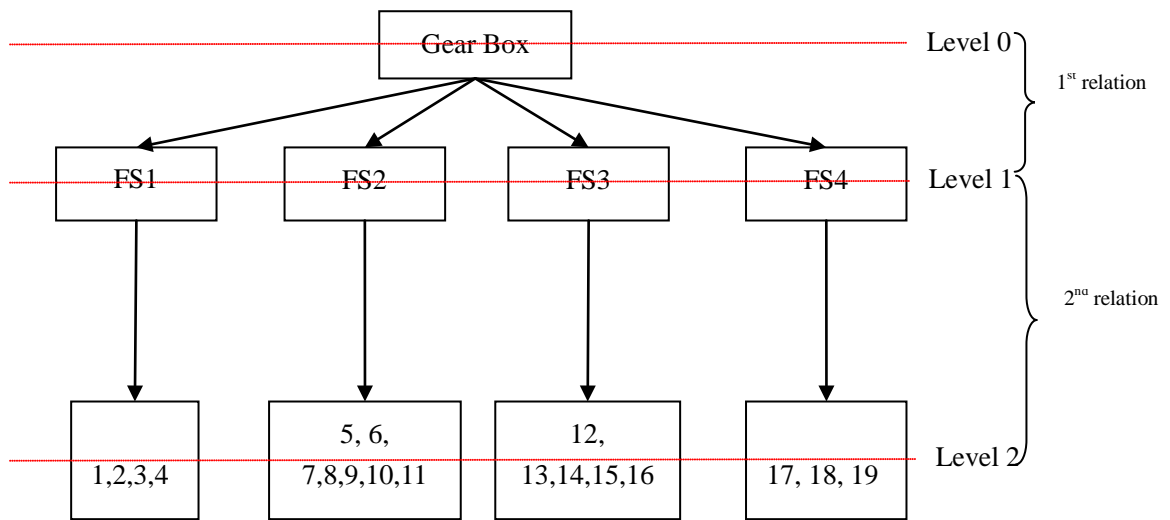 Gear Box
Level 0
1st relation
FS1
FS2
FS3
FS4
Level 1
2nd relation
5, 6,
7,8,9,10,11
12,
13,14,15,16
1,2,3,4
17, 18, 19
Level 2